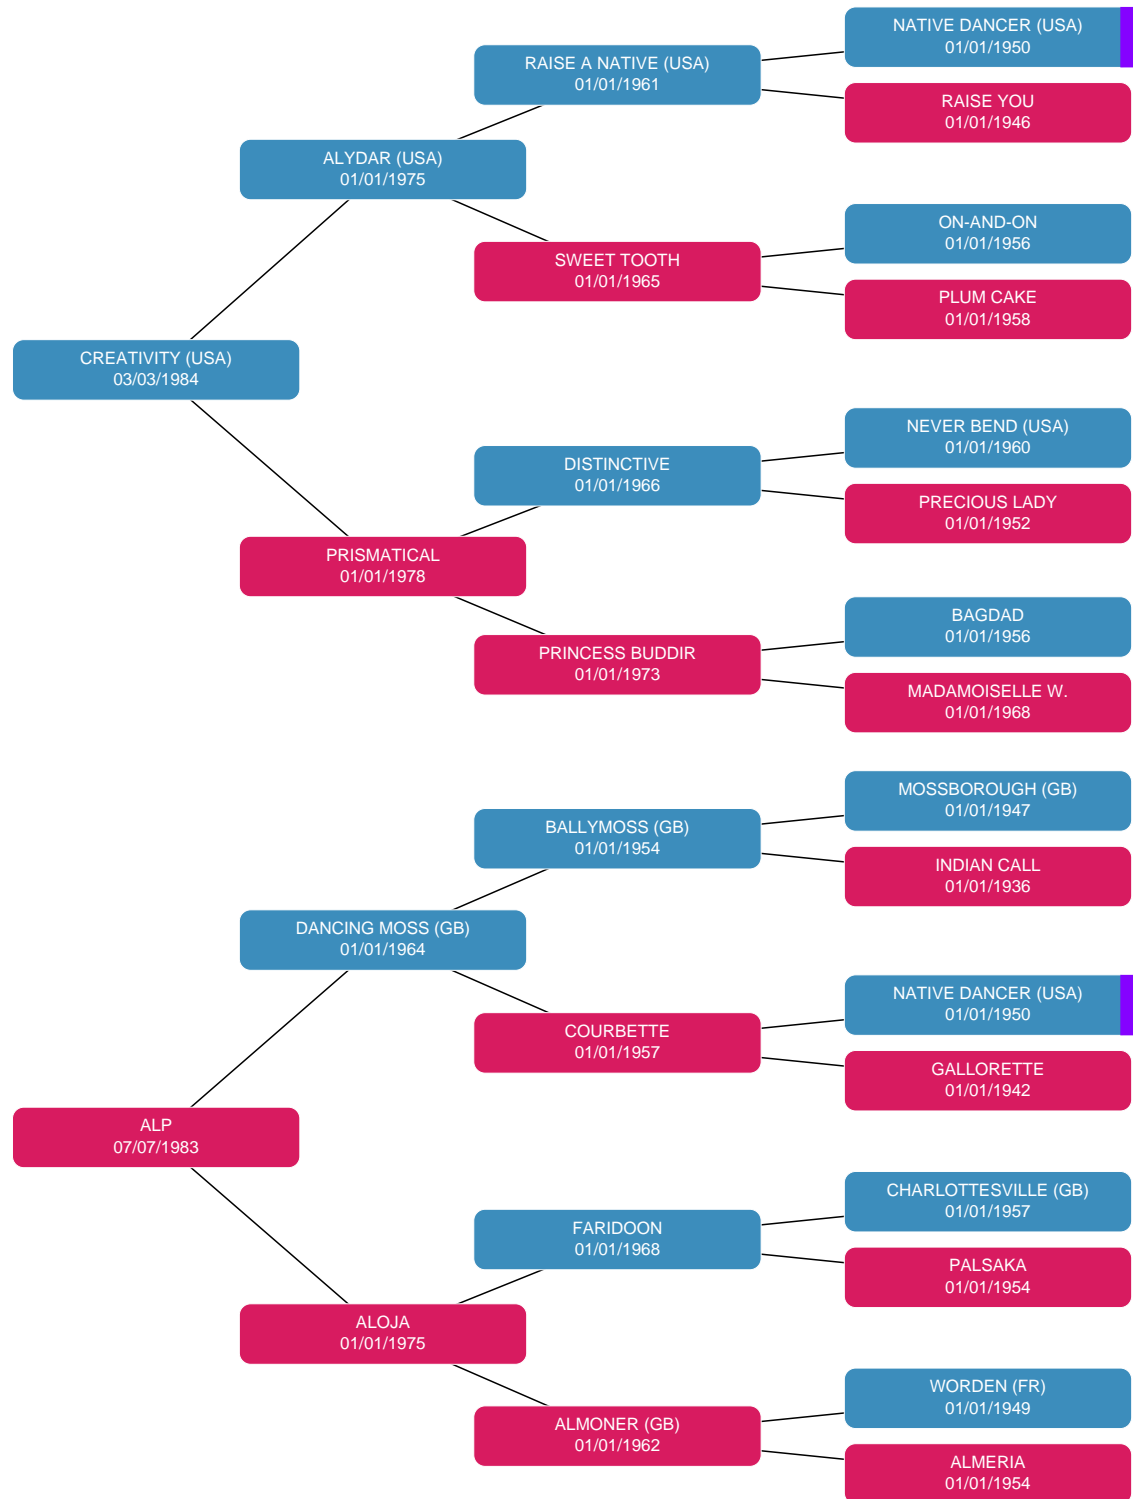 NATIVE DANCER (USA)
01/01/1950
RAISE A NATIVE (USA)
01/01/1961
RAISE YOU
01/01/1946
ALYDAR (USA)
01/01/1975
ON-AND-ON
01/01/1956
SWEET TOOTH
01/01/1965
PLUM CAKE
01/01/1958
CREATIVITY (USA)
03/03/1984
NEVER BEND (USA)
01/01/1960
DISTINCTIVE
01/01/1966
PRECIOUS LADY
01/01/1952
PRISMATICAL
01/01/1978
BAGDAD
01/01/1956
PRINCESS BUDDIR
01/01/1973
MADAMOISELLE W.
01/01/1968
MOSSBOROUGH (GB)
01/01/1947
BALLYMOSS (GB)
01/01/1954
INDIAN CALL
01/01/1936
DANCING MOSS (GB)
01/01/1964
NATIVE DANCER (USA)
01/01/1950
COURBETTE
01/01/1957
GALLORETTE
01/01/1942
ALP
07/07/1983
CHARLOTTESVILLE (GB)
01/01/1957
FARIDOON
01/01/1968
PALSAKA
01/01/1954
ALOJA
01/01/1975
WORDEN (FR)
01/01/1949
ALMONER (GB)
01/01/1962
ALMERIA
01/01/1954